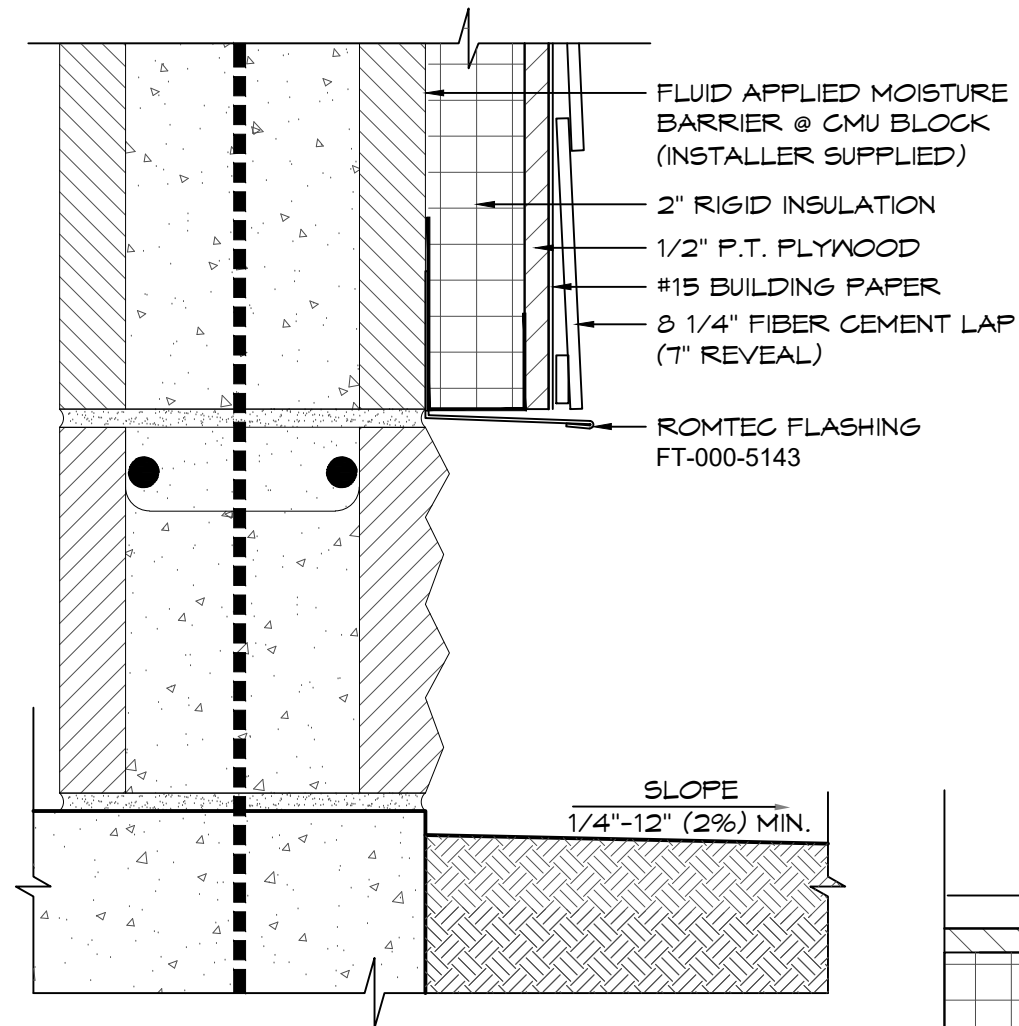 FLUID APPLIED MOISTURE
BARRIER @ CMU BLOCK
(INSTALLER SUPPLIED)
2" RIGID INSULATION
1/2" P.T. PLYWOOD
#15 BUILDING PAPER
8 1/4" FIBER CEMENT LAP
(7" REVEAL)
ROMTEC FLASHING
FT-000-5143
SLOPE
1/4"-12" (2%) MIN.